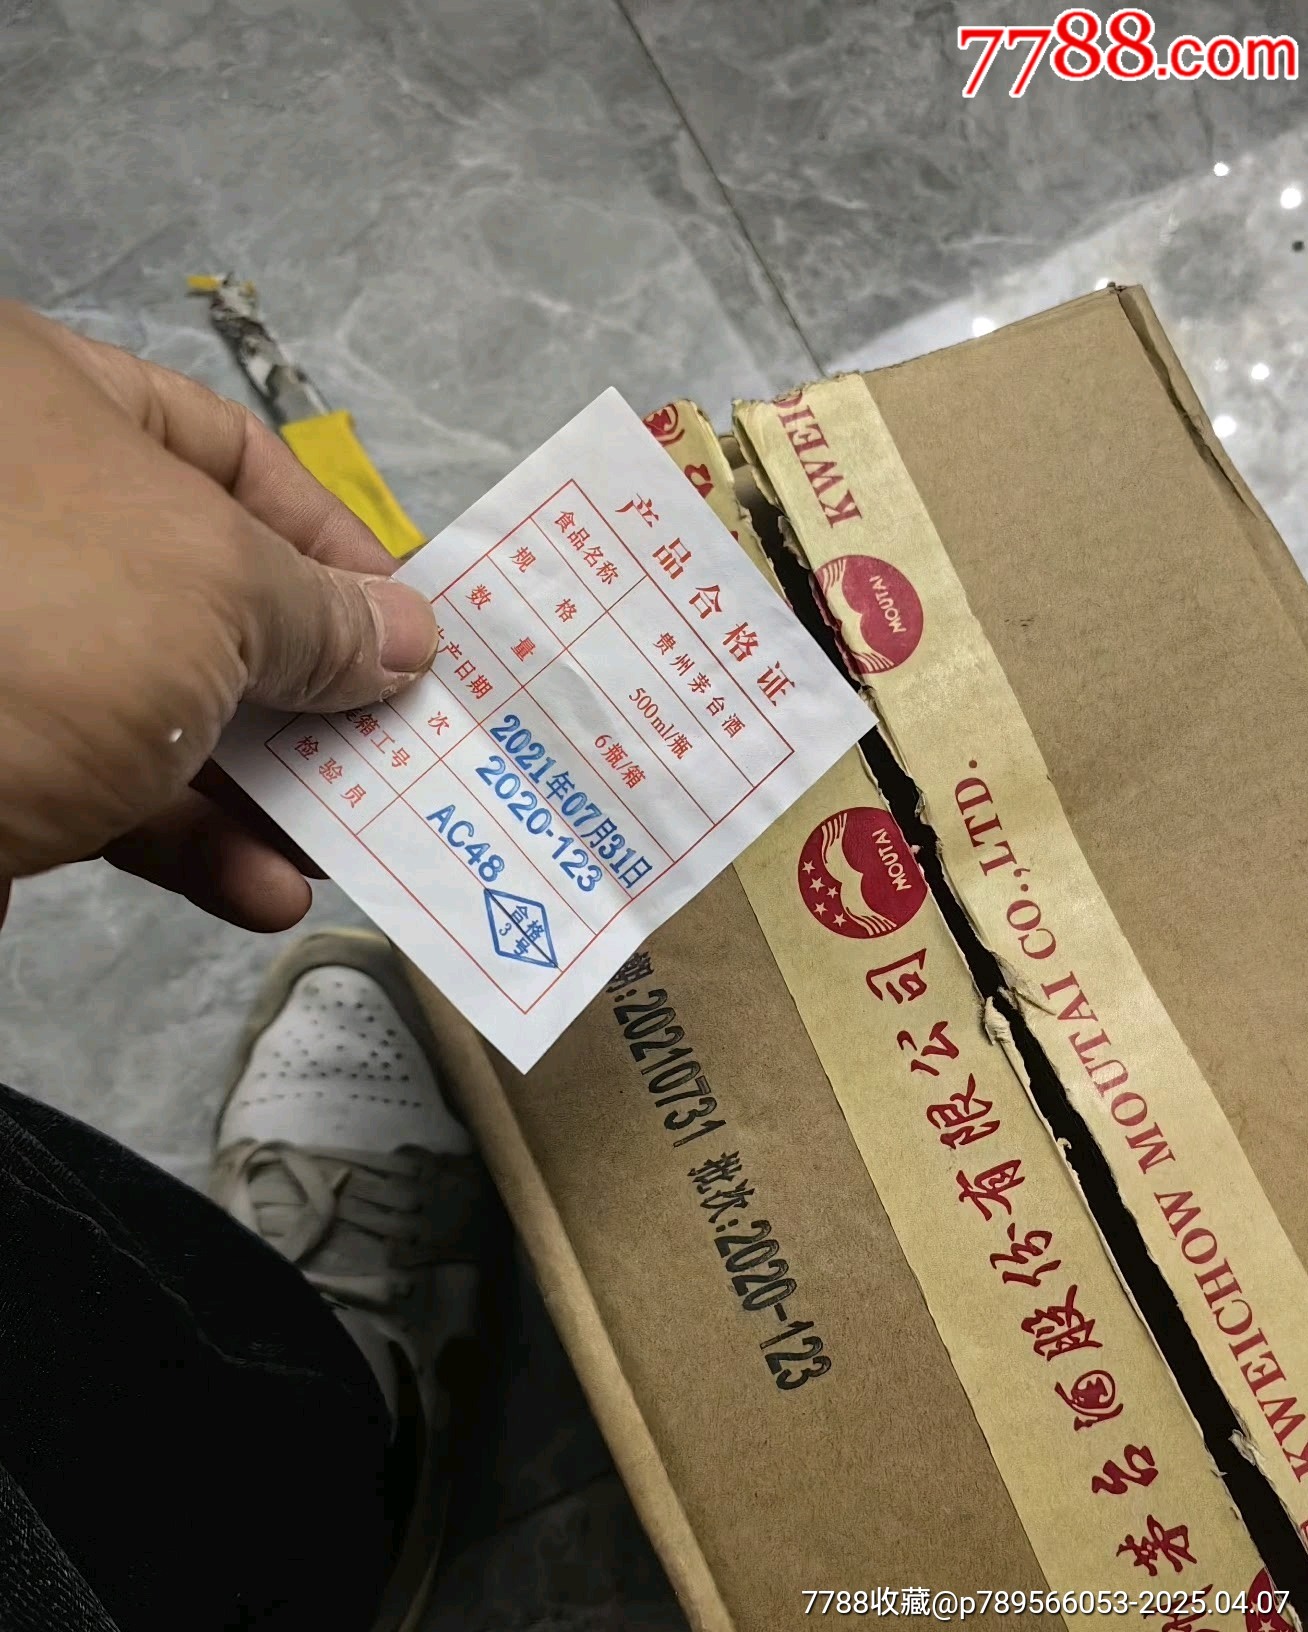 7788.com
产品合格证
食品名称 贵州茅台酒
规格 500ml/瓶
数量 6瓶/箱
产日期 2021年07月31日
次 2020-123
箱工号 AC48
检验员
合格
3号
期:20210731 批次:2020-123
KWEIC
MOUTAI
KWEICHOW MOUTAI CO.,LTD.
MOUTAI
茅台酒股份有限公司
7788收藏@p789566053-2025.04.07